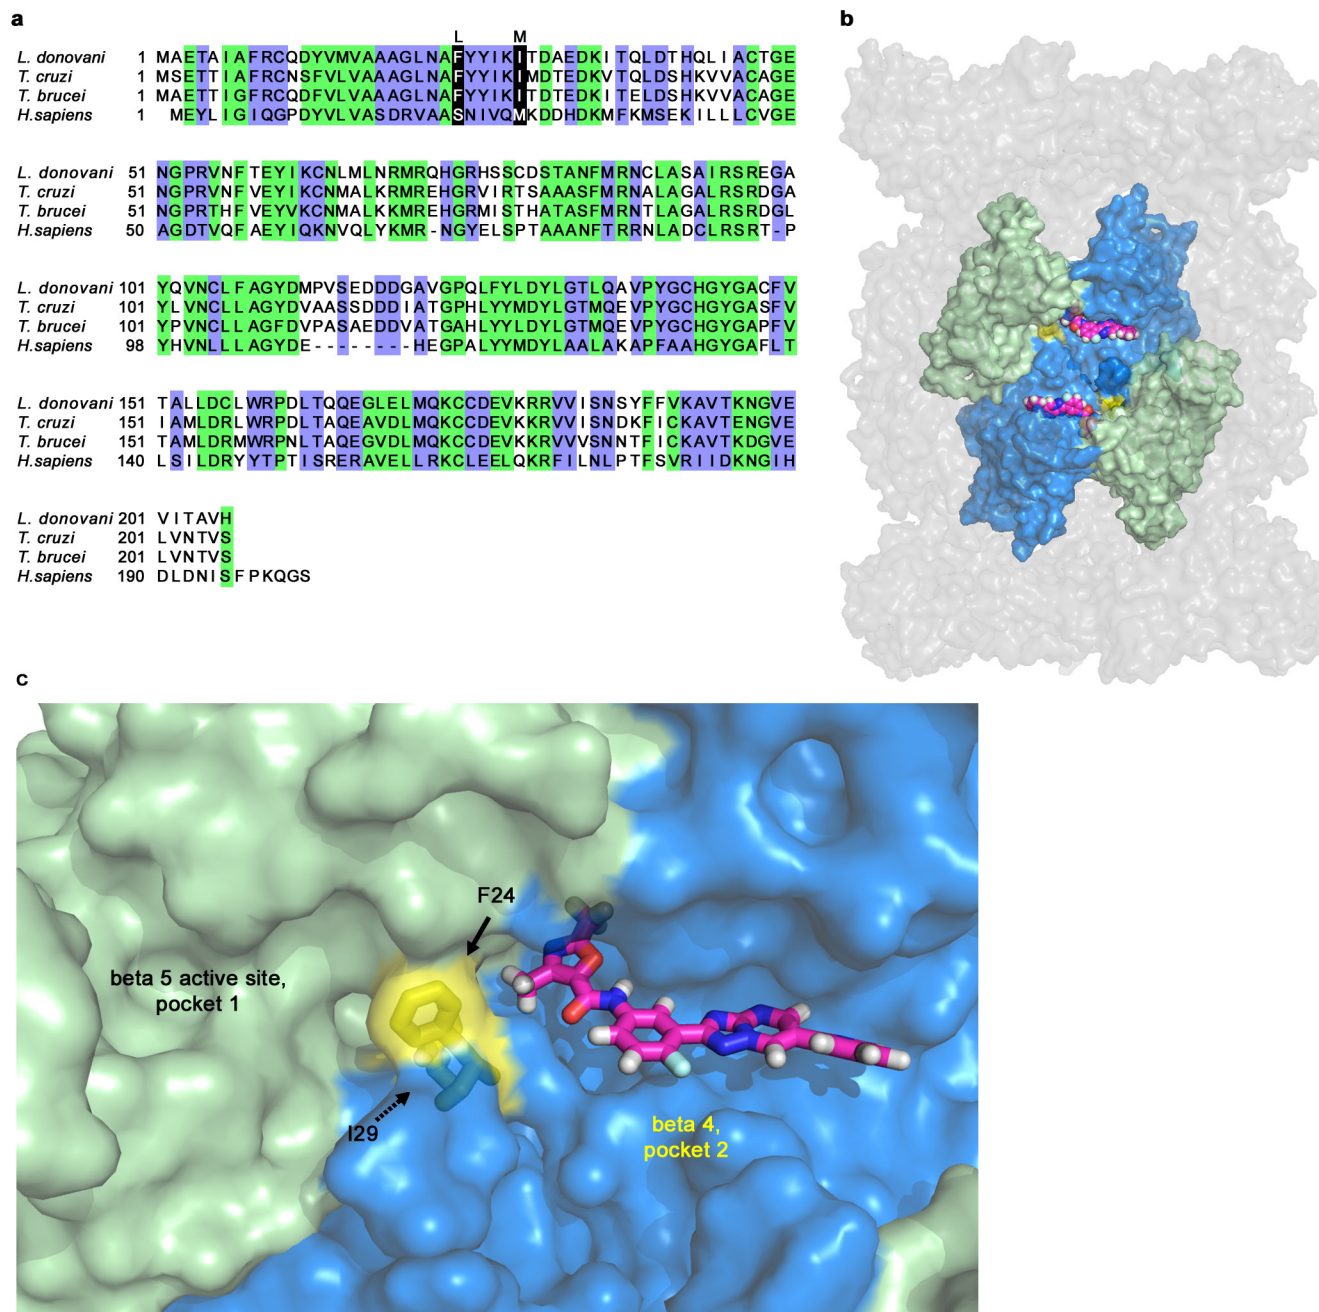 a
L M
L. donovani 1 MAETAIAFRCQDYVMVAAAGLNAFYYIKITDAEDKITQLDTHQLIACTGE
T. cruzi 1 MSETTIAFRCNSFVLVAAAGLNAFYYIKIMDTEDKVTQLDSHKVVACAGE
T. brucei 1 MAETTIGFRCQDFVLVAAAGLNAFYYIKITDTEDKITELDSHKVVACAGE
H.sapiens 1 MEYLIGIQGPDYVLVASDRVAASNIVQMKDDHDKMFKMSEKILLLCVGE
L. donovani 51 NGPRVNFTEYIKCNLMLNRMRQHGRHSSCDSTANFMRNCLASAIRSREGA
T. cruzi 51 NGPRVNFVEYIKCNMALKRMREHGRVIRTSAAASFMRNALAGALRSRDGA
T. brucei 51 NGPRTHFVEYVKCNMALKKMREHGRMISTHATASFMRNTLAGALRSRDGL
H.sapiens 50 AGDTVQFAEYIQKNVQLYKMR-NGYELSPTAAANFTRRNLADCLRSRT-P
L. donovani 101 YQVNCLFAGYDMPVSEDDDGAVGPQLFYLDYLGTLQAVPYGCHGYGACFV
T. cruzi 101 YLVNCLLAGYDVAASSDDDIATGPHLYYMDYLGTMQEVPYGCHGYGASFV
T. brucei 101 YPVNCLLAGFDVPASAEDDVATGAHLYYLDYLGTMQEVPYGCHGYGAPFV
H.sapiens 98 YHVNLLLAGYDE--------HEGPALYYMDYLAALAKAPFAAHGYGAFLT
L. donovani 151 TALLDCLWRPDLTQQEGLELMQKCCDEVKRRVVISNSYFFVKAVTKNGVE
T. cruzi 151 IAMLDRLWRPDLTAQEAVDLMQKCCDEVKKRVVISNDKFICKAVTENGVE
T. brucei 151 TAMLDRMWRPNLTAQEGVDLMQKCCDEVKKRVVVSNNTFICKAVTKDGVE
H.sapiens 140 LSILDRYYTPTISRERAVELLRKCLEELQKRFILNLPTFSVRIIDKNGIH
L. donovani 201 VITAVH
T. cruzi 201 LVNTVS
T. brucei 201 LVNTVS
H.sapiens 190 DLDNISFPKQGS
b
c
F24
beta 5 active site,
pocket 1
I29
beta 4,
pocket 2